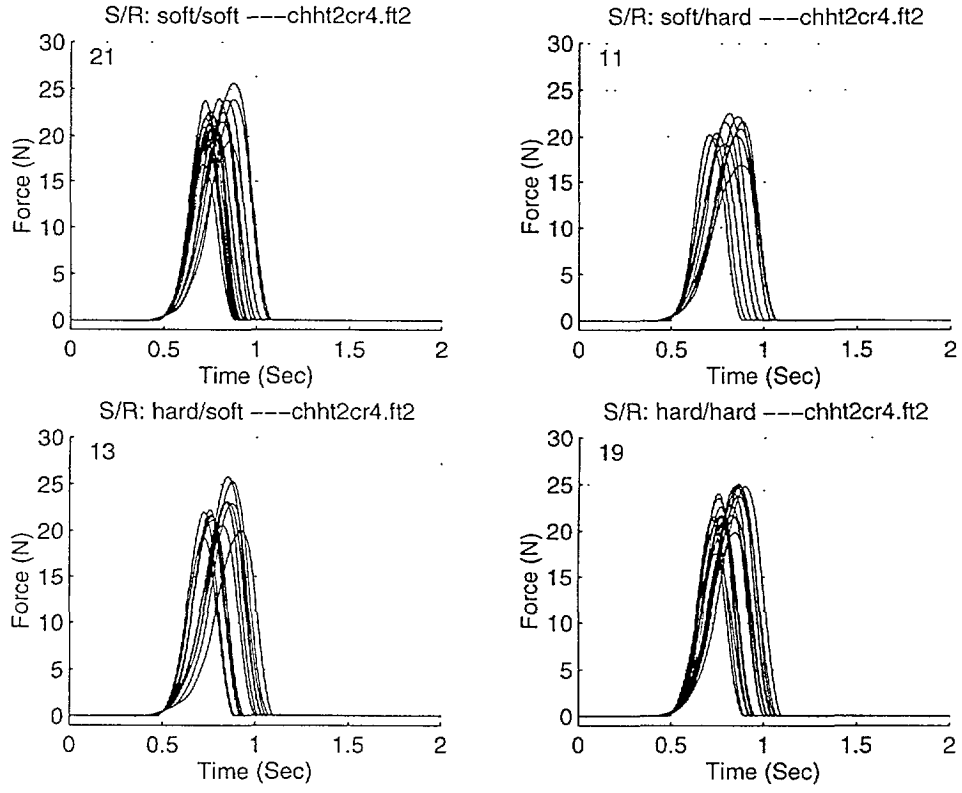 S/R: soft/soft ---chht2cr4.ft2
21
30
25
20
15
10
5
0
Force (N)
0 0.5 1 1.5 2
Time (Sec)
S/R: soft/hard ---chht2cr4.ft2
11
30
25
20
15
10
5
0
Force (N)
0 0.5 1 1.5 2
Time (Sec)
S/R: hard/soft ---chht2cr4.ft2
13
30
25
20
15
10
5
0
Force (N)
0 0.5 1 1.5 2
Time (Sec)
S/R: hard/hard ---chht2cr4.ft2
19
30
25
20
15
10
5
0
Force (N)
0 0.5 1 1.5 2
Time (Sec)